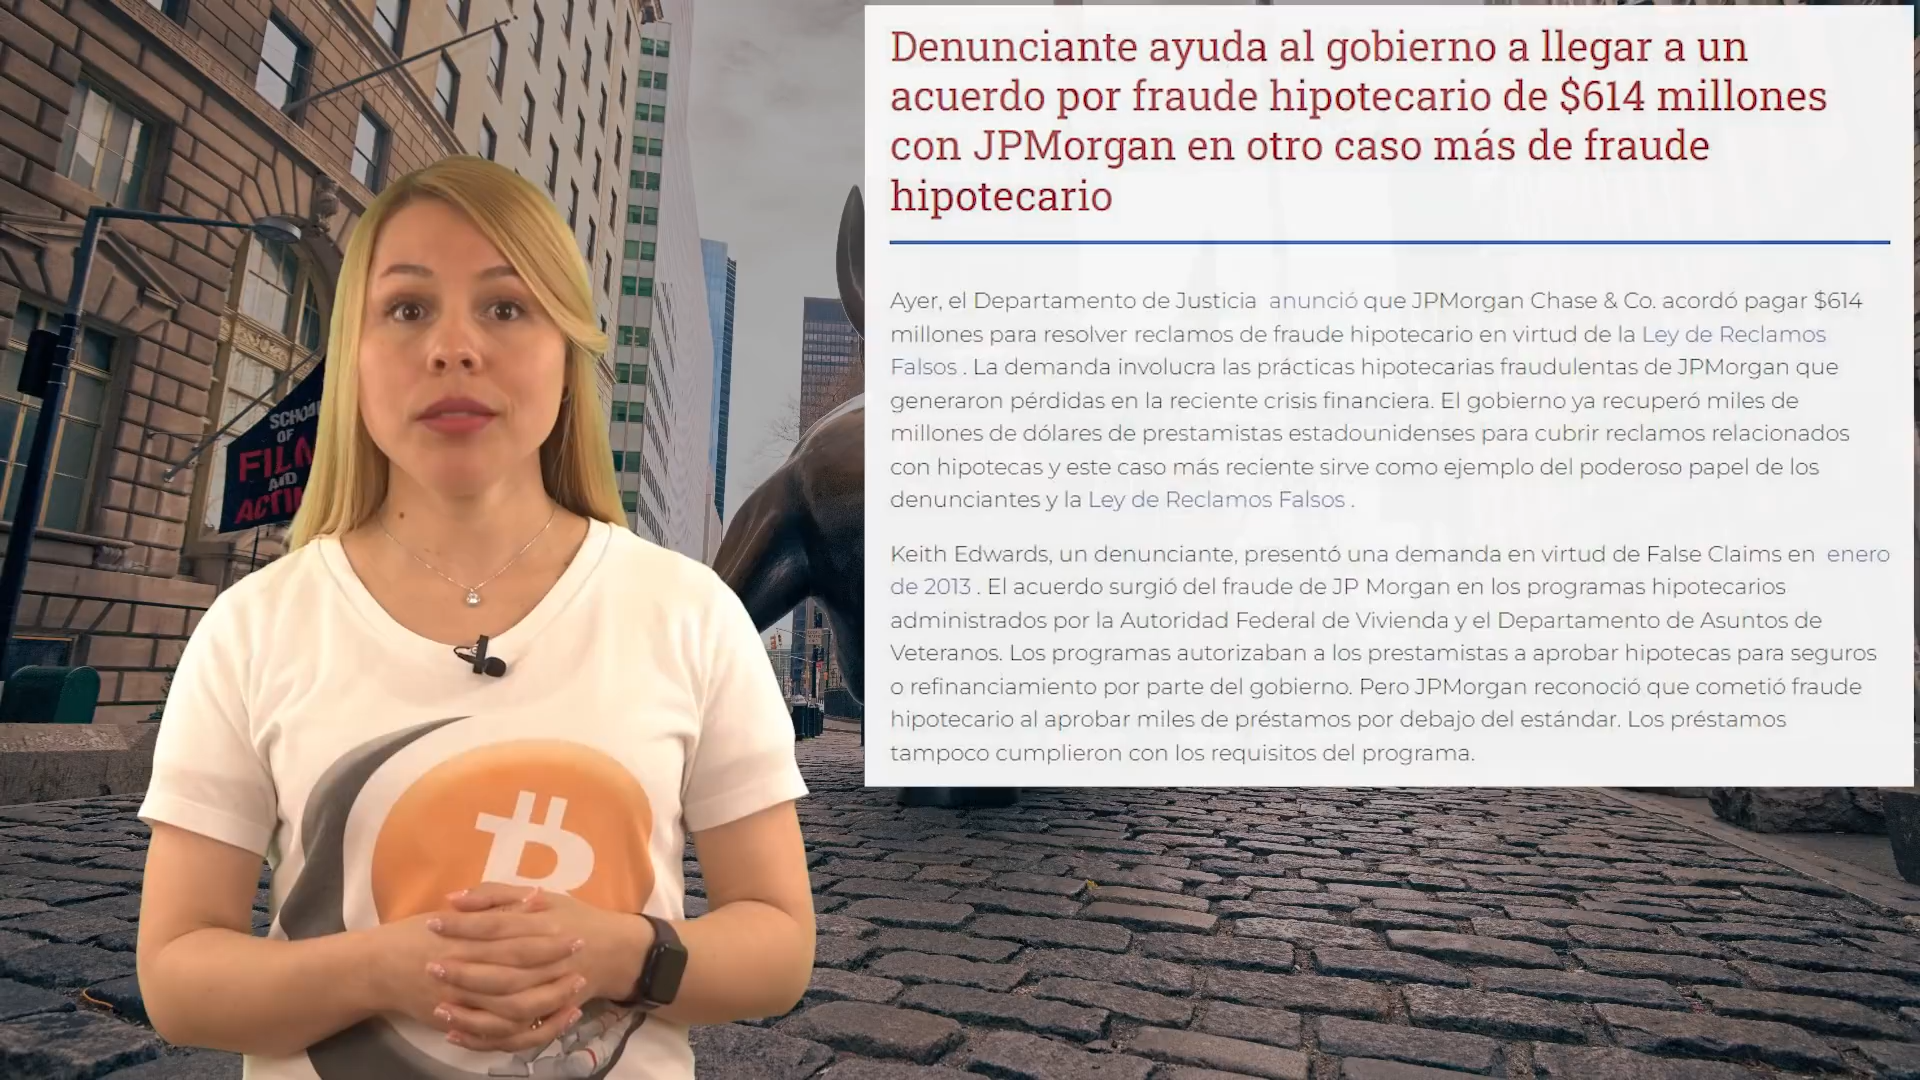 Denunciante ayuda al gobierno a llegar a un
acuerdo por fraude hipotecario de $614 millones
con JPMorgan en otro caso más de fraude
hipotecario
Ayer, el Departamento de Justicia anunció que JPMorgan Chase & Co. acordó pagar $614
millones para resolver reclamos de fraude hipotecario en virtud de la Ley de Reclamos
Falsos . La demanda involucra las prácticas hipotecarias fraudulentas de JPMorgan que
generaron pérdidas en la reciente crisis financiera. El gobierno ya recuperó miles de
millones de dólares de prestamistas estadounidenses para cubrir reclamos relacionados
con hipotecas y este caso más reciente sirve como ejemplo del poderoso papel de los
denunciantes y la Ley de Reclamos Falsos .
Keith Edwards, un denunciante, presentó una demanda en virtud de False Claims en enero
de 2013 . El acuerdo surgió del fraude de JP Morgan en los programas hipotecarios
administrados por la Autoridad Federal de Vivienda y el Departamento de Asuntos de
Veteranos. Los programas autorizaban a los prestamistas a aprobar hipotecas para seguros
o refinanciamiento por parte del gobierno. Pero JPMorgan reconoció que cometió fraude
hipotecario al aprobar miles de préstamos por debajo del estándar. Los préstamos
tampoco cumplieron con los requisitos del programa.
SCHOOL
OF
FILM
AND
ACTIN